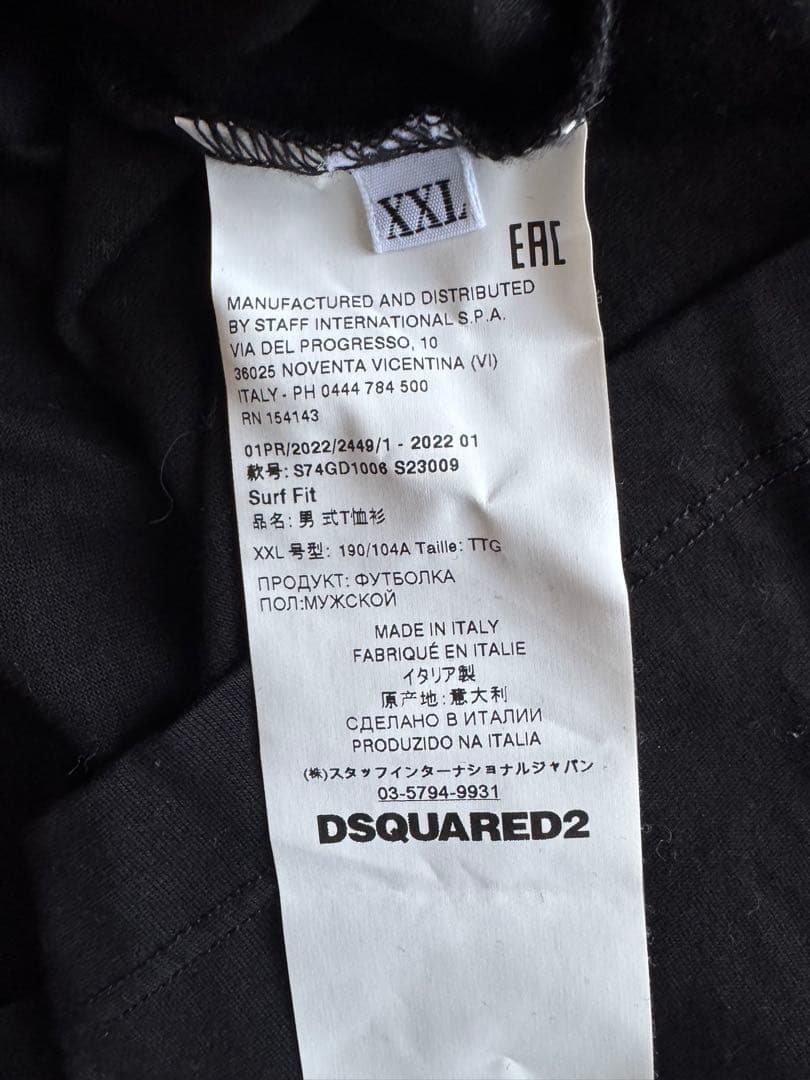 XXL
EAC
MANUFACTURED AND DISTRIBUTED
BY STAFF INTERNATIONAL S.P.A.
VIA DEL PROGRESSO, 10
36025 NOVENTA VICENTINA (VI)
ITALY - PH 0444 784 500
RN 154143
01PR/2022/2449/1 - 2022 01
款号: S74GD1006 S23009
Surf Fit
品名: 男 式T恤衫
XXL 号型: 190/104A Taille: TTG
ПРОДУКТ: ФУТБОЛКА
ПОЛ:МУЖСКОЙ
MADE IN ITALY
FABRIQUÉ EN ITALIE
イタリア製
原产地:意大利
СДЕЛАНО В ИТАЛИИ
PRODUZIDO NA ITALIA
(株)スタッフインターナショナルジャパン
03-5794-9931
DSQUARED2